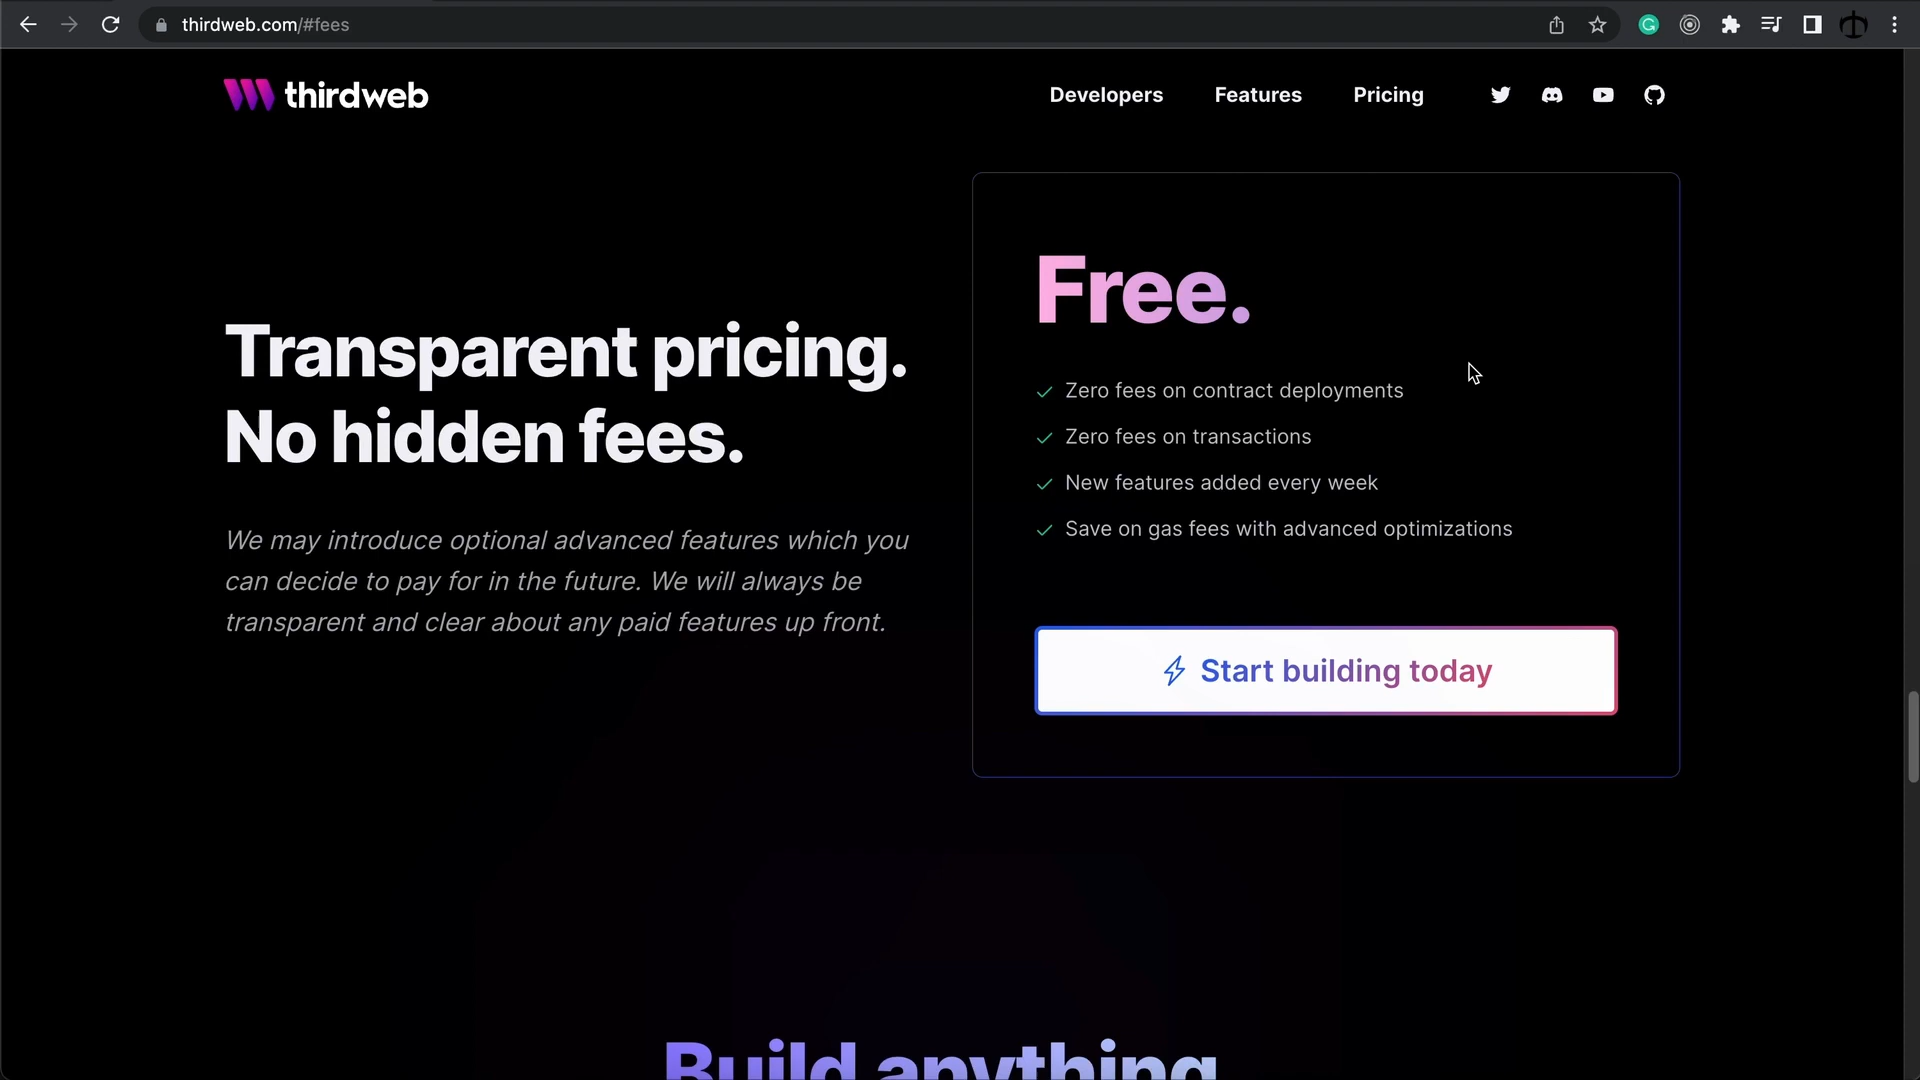 thirdweb.com/#fees
thirdweb
Developers
Features
Pricing
Transparent pricing.
No hidden fees.
We may introduce optional advanced features which you
can decide to pay for in the future. We will always be
transparent and clear about any paid features up front.
Free.
Zero fees on contract deployments
Zero fees on transactions
New features added every week
Save on gas fees with advanced optimizations
Start building today
Build anything